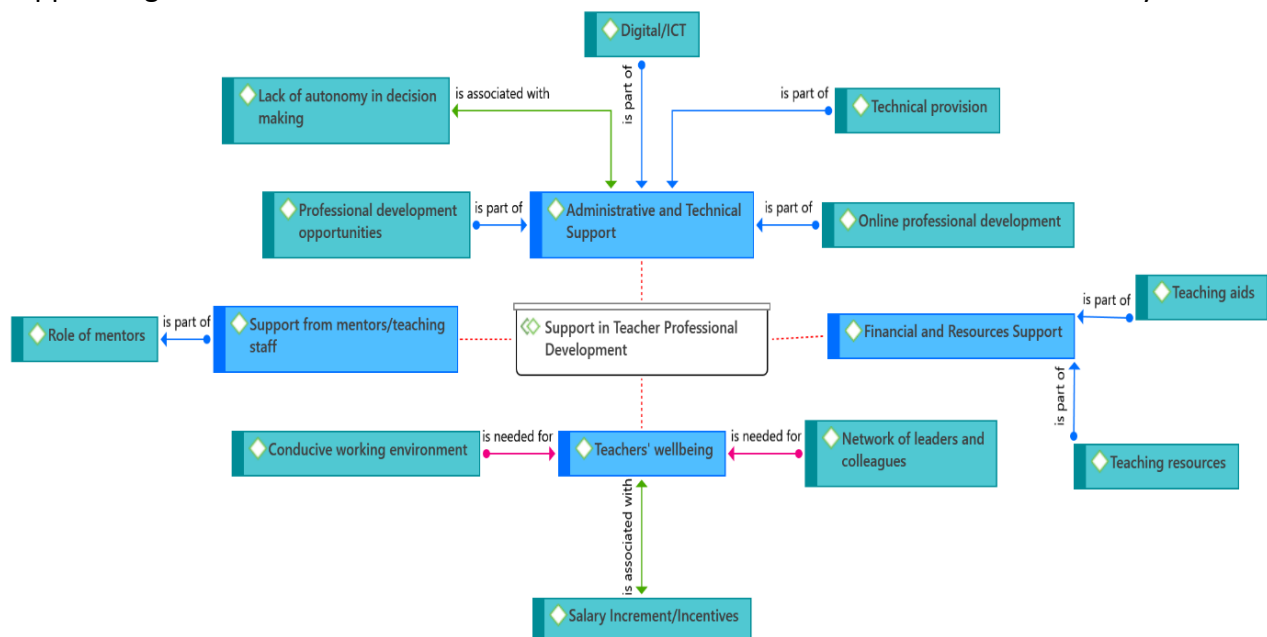 Digital/ICT
is associated with
Lack of autonomy in decision
making
is part of
is part of
Technical provision
Professional development
opportunities
is part of
Administrative and Technical
Support
is part of
Online professional development
Role of mentors
is part of
Support from mentors/teaching
staff
Support in Teacher Professional
Development
Financial and Resources Support
is part of
Teaching aids
is part of
Teaching resources
Conducive working environment
is needed for
Teachers' wellbeing
is needed for
Network of leaders and
colleagues
is associated with
Salary Increment/Incentives